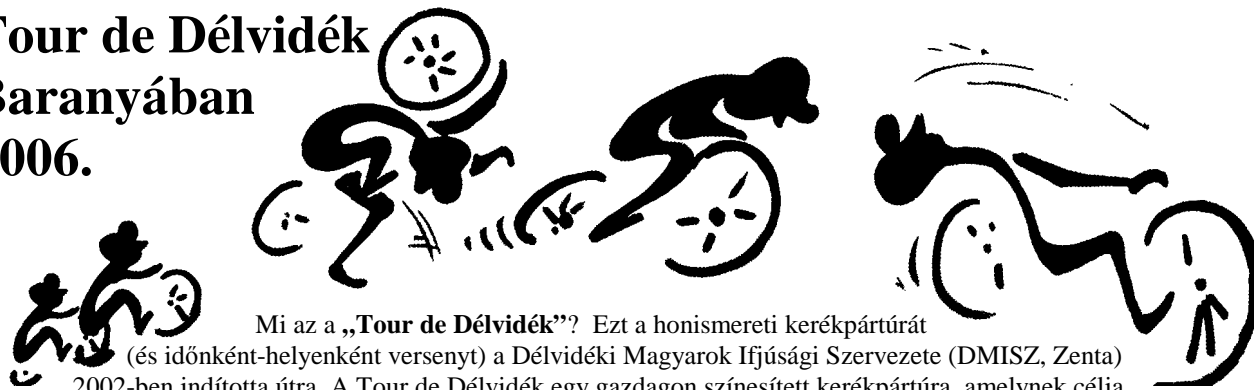 Tour de Délvidék
Baranyában
2006.
Mi az a „Tour de Délvidék”? Ezt a honismereti kerékpártúrát
(és időnként-helyenként versenyt) a Délvidéki Magyarok Ifjúsági Szervezete (DMISZ, Zenta)
2002-ben indította útra. A Tour de Délvidék egy gazdagon színesített kerékpártúra, amelynek célja